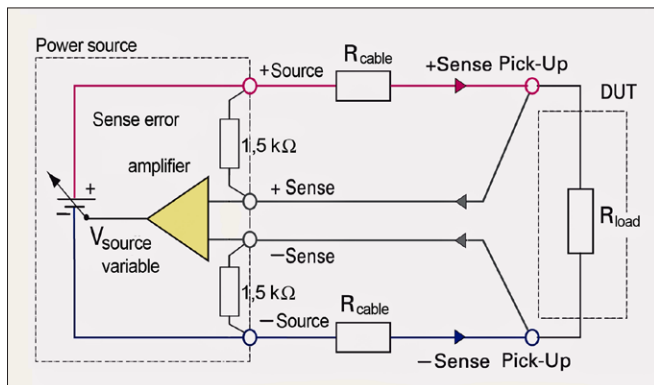 Power source
+Source
Rcable
+Sense Pick-Up
DUT
Sense error
amplifier
1,5 kΩ
+ Sense
+
−
Vsource
variable
Rload
−Sense
1,5 kΩ
−Source
Rcable
−Sense Pick-Up